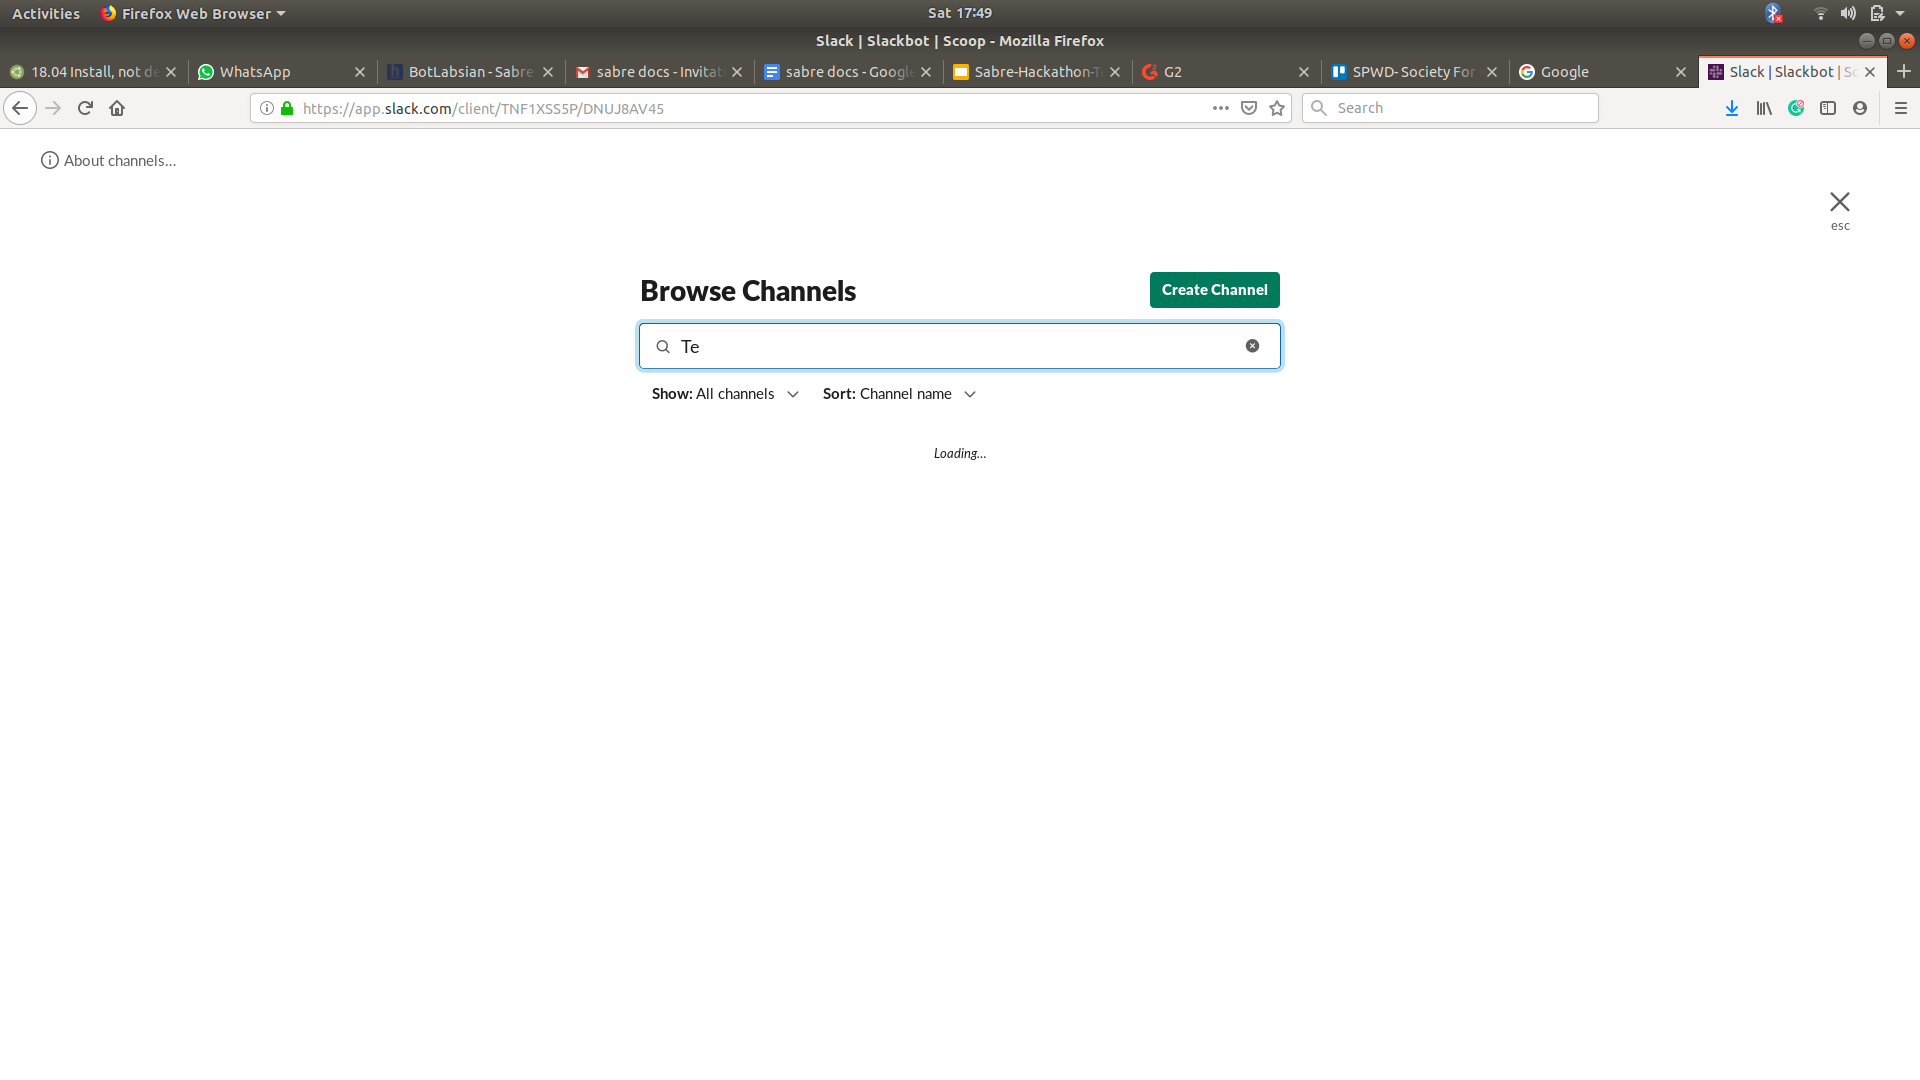 Activities Firefox Web Browser Sat 17:49
Slack | Slackbot | Scoop - Mozilla Firefox
18.04 Install, not de WhatsApp BotLabsian - Sabre sabre docs - Invitat sabre docs - Google Sabre-Hackathon-Te G2 SPWD- Society For Google Slack | Slackbot | Sc
https://app.slack.com/client/TNF1XSS5P/DNUJ8AV45 Search
About channels...
esc
Browse Channels Create Channel
Te
Show: All channels Sort: Channel name
Loading...